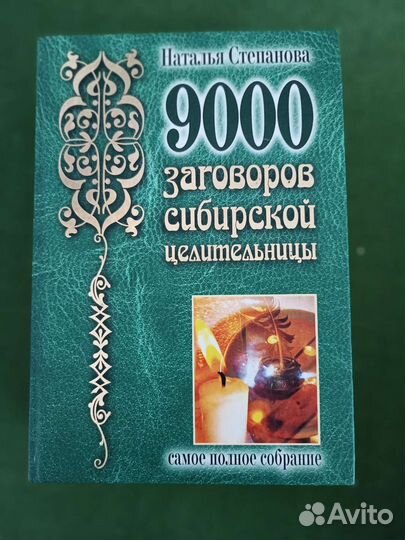 Наталья Степанова
9000
заговоров
сибирской
целительницы
самое полное собрание
Avito